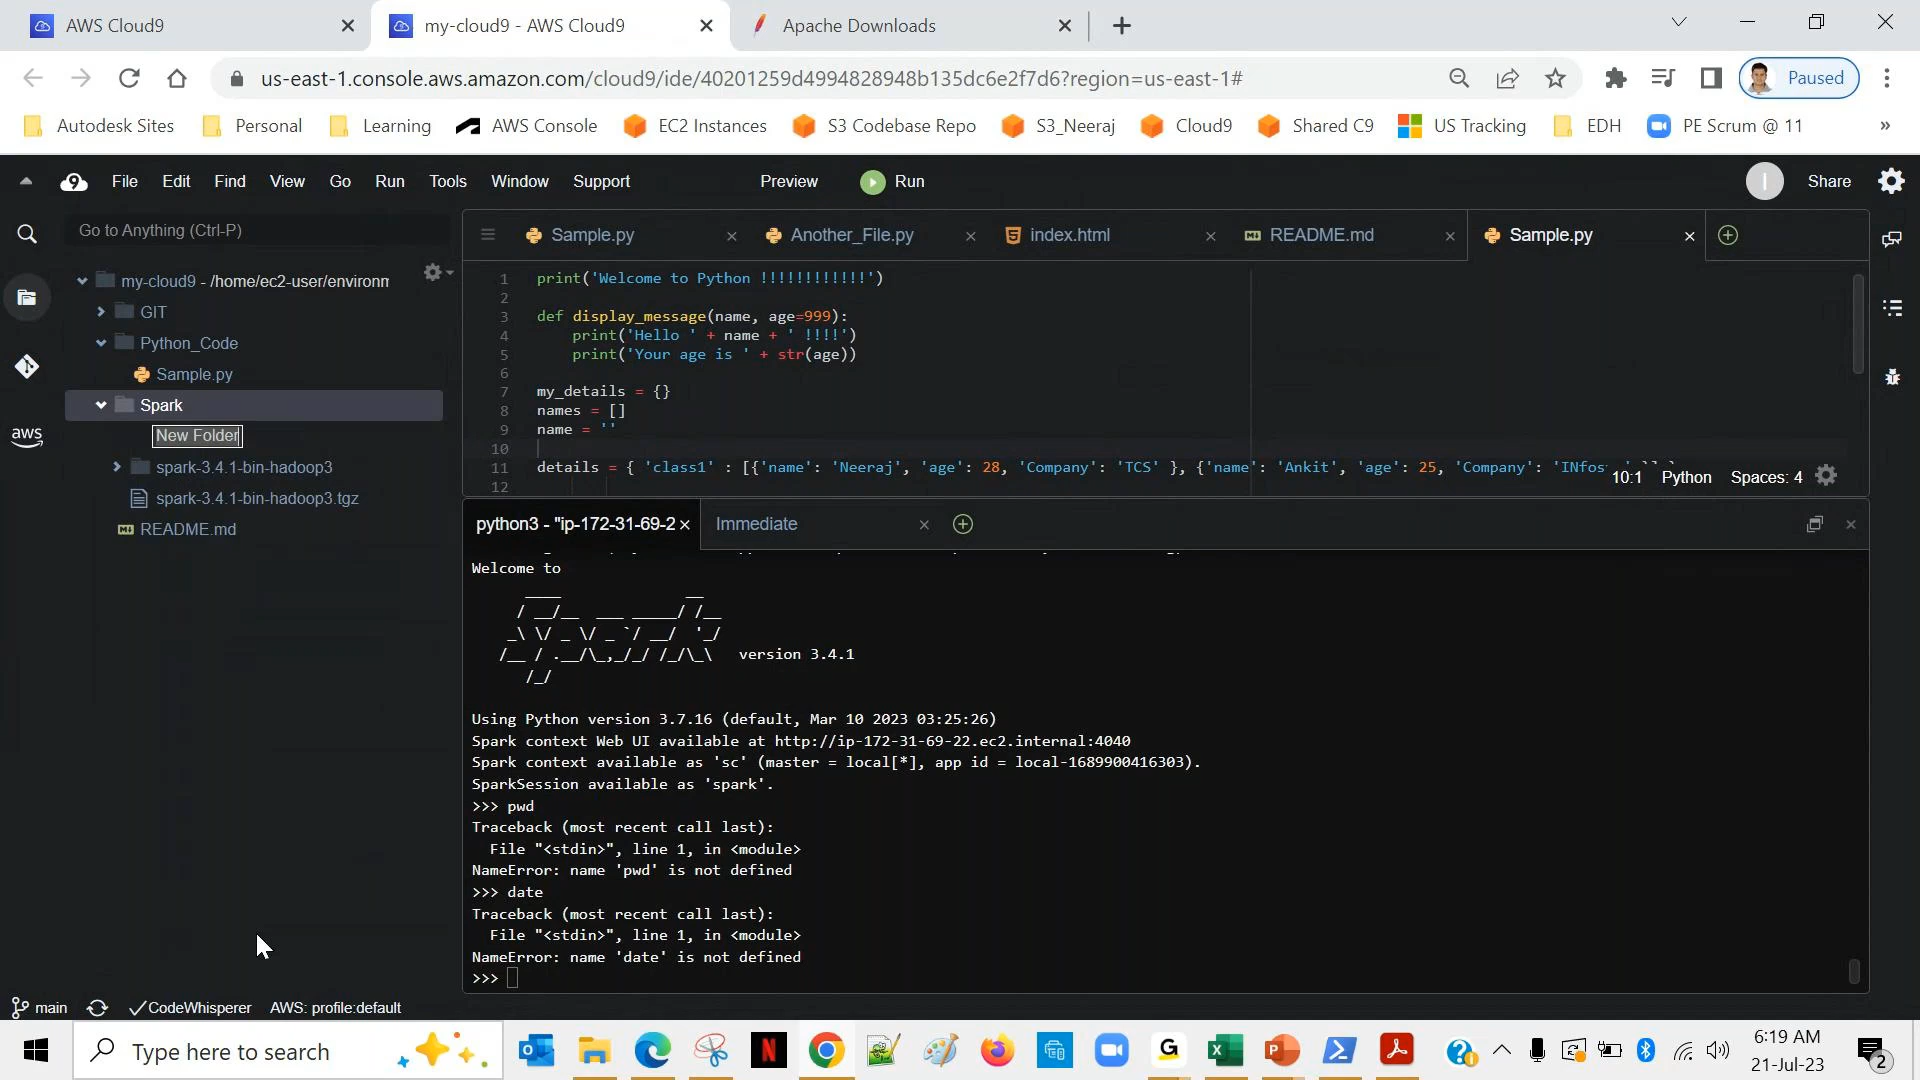 AWS Cloud9
my-cloud9 - AWS Cloud9
Apache Downloads
us-east-1.console.aws.amazon.com/cloud9/ide/40201259d4994828948b135dc6e2f7d6?region=us-east-1#
Paused
Autodesk Sites
Personal
Learning
AWS Console
EC2 Instances
S3 Codebase Repo
S3_Neeraj
Cloud9
Shared C9
US Tracking
EDH
PE Scrum @ 11
»
9 File Edit Find View Go Run Tools Window Support Preview Run
I Share
Go to Anything (Ctrl-P)
Sample.py
Another_File.py
index.html
README.md
Sample.py
my-cloud9 - /home/ec2-user/environm
GIT
Python_Code
Sample.py
Spark
New Folder
spark-3.4.1-bin-hadoop3
spark-3.4.1-bin-hadoop3.tgz
README.md
aws
1 print('Welcome to Python !!!!!!!!!!!!')
2
3 def display_message(name, age=999):
4 print('Hello ' + name + ' !!!!')
5 print('Your age is ' + str(age))
6
7 my_details = {}
8 names = []
9 name = ''
10
11 details = { 'class1' : [{'name': 'Neeraj', 'age': 28, 'Company': 'TCS' }, {'name': 'Ankit', 'age': 25, 'Company': 'INfos
12
10:1 Python Spaces: 4
python3 - "ip-172-31-69-2
Immediate
Welcome to
version 3.4.1
Using Python version 3.7.16 (default, Mar 10 2023 03:25:26)
Spark context Web UI available at http://ip-172-31-69-22.ec2.internal:4040
Spark context available as 'sc' (master = local[*], app id = local-1689900416303).
SparkSession available as 'spark'.
>>> pwd
Traceback (most recent call last):
File "<stdin>", line 1, in <module>
NameError: name 'pwd' is not defined
>>> date
Traceback (most recent call last):
File "<stdin>", line 1, in <module>
NameError: name 'date' is not defined
>>>
main
CodeWhisperer
AWS: profile:default
Type here to search
6:19 AM
21-Jul-23
2